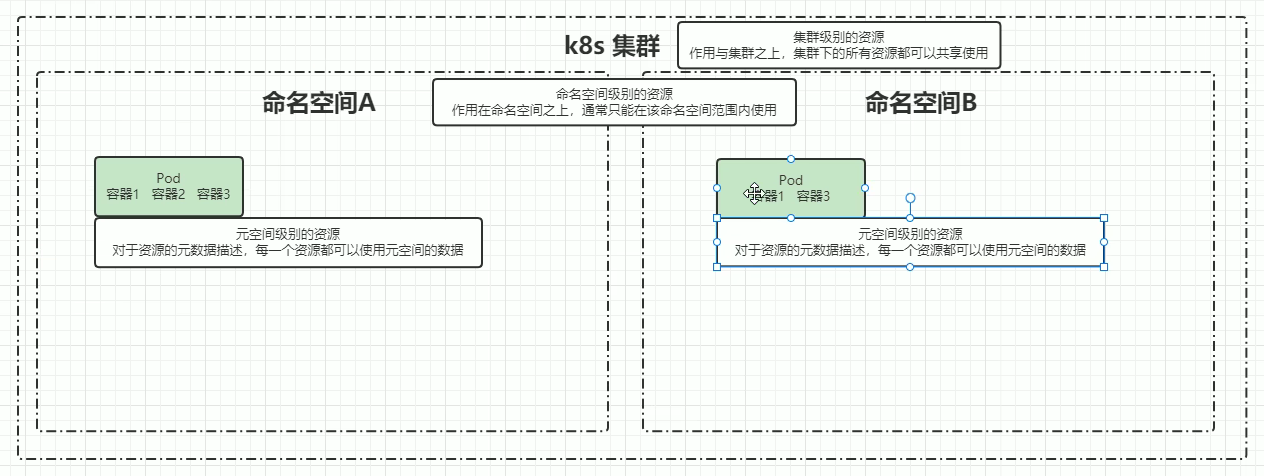 k8s 集群
集群级别的资源
作用与集群之上，集群下的所有资源都可以共享使用
命名空间A
命名空间级别的资源
作用在命名空间之上，通常只能在该命名空间范围内使用
命名空间B
Pod
容器1 容器2 容器3
元空间级别的资源
对于资源的元数据描述，每一个资源都可以使用元空间的数据
Pod
容器1 容器3
元空间级别的资源
对于资源的元数据描述，每一个资源都可以使用元空间的数据